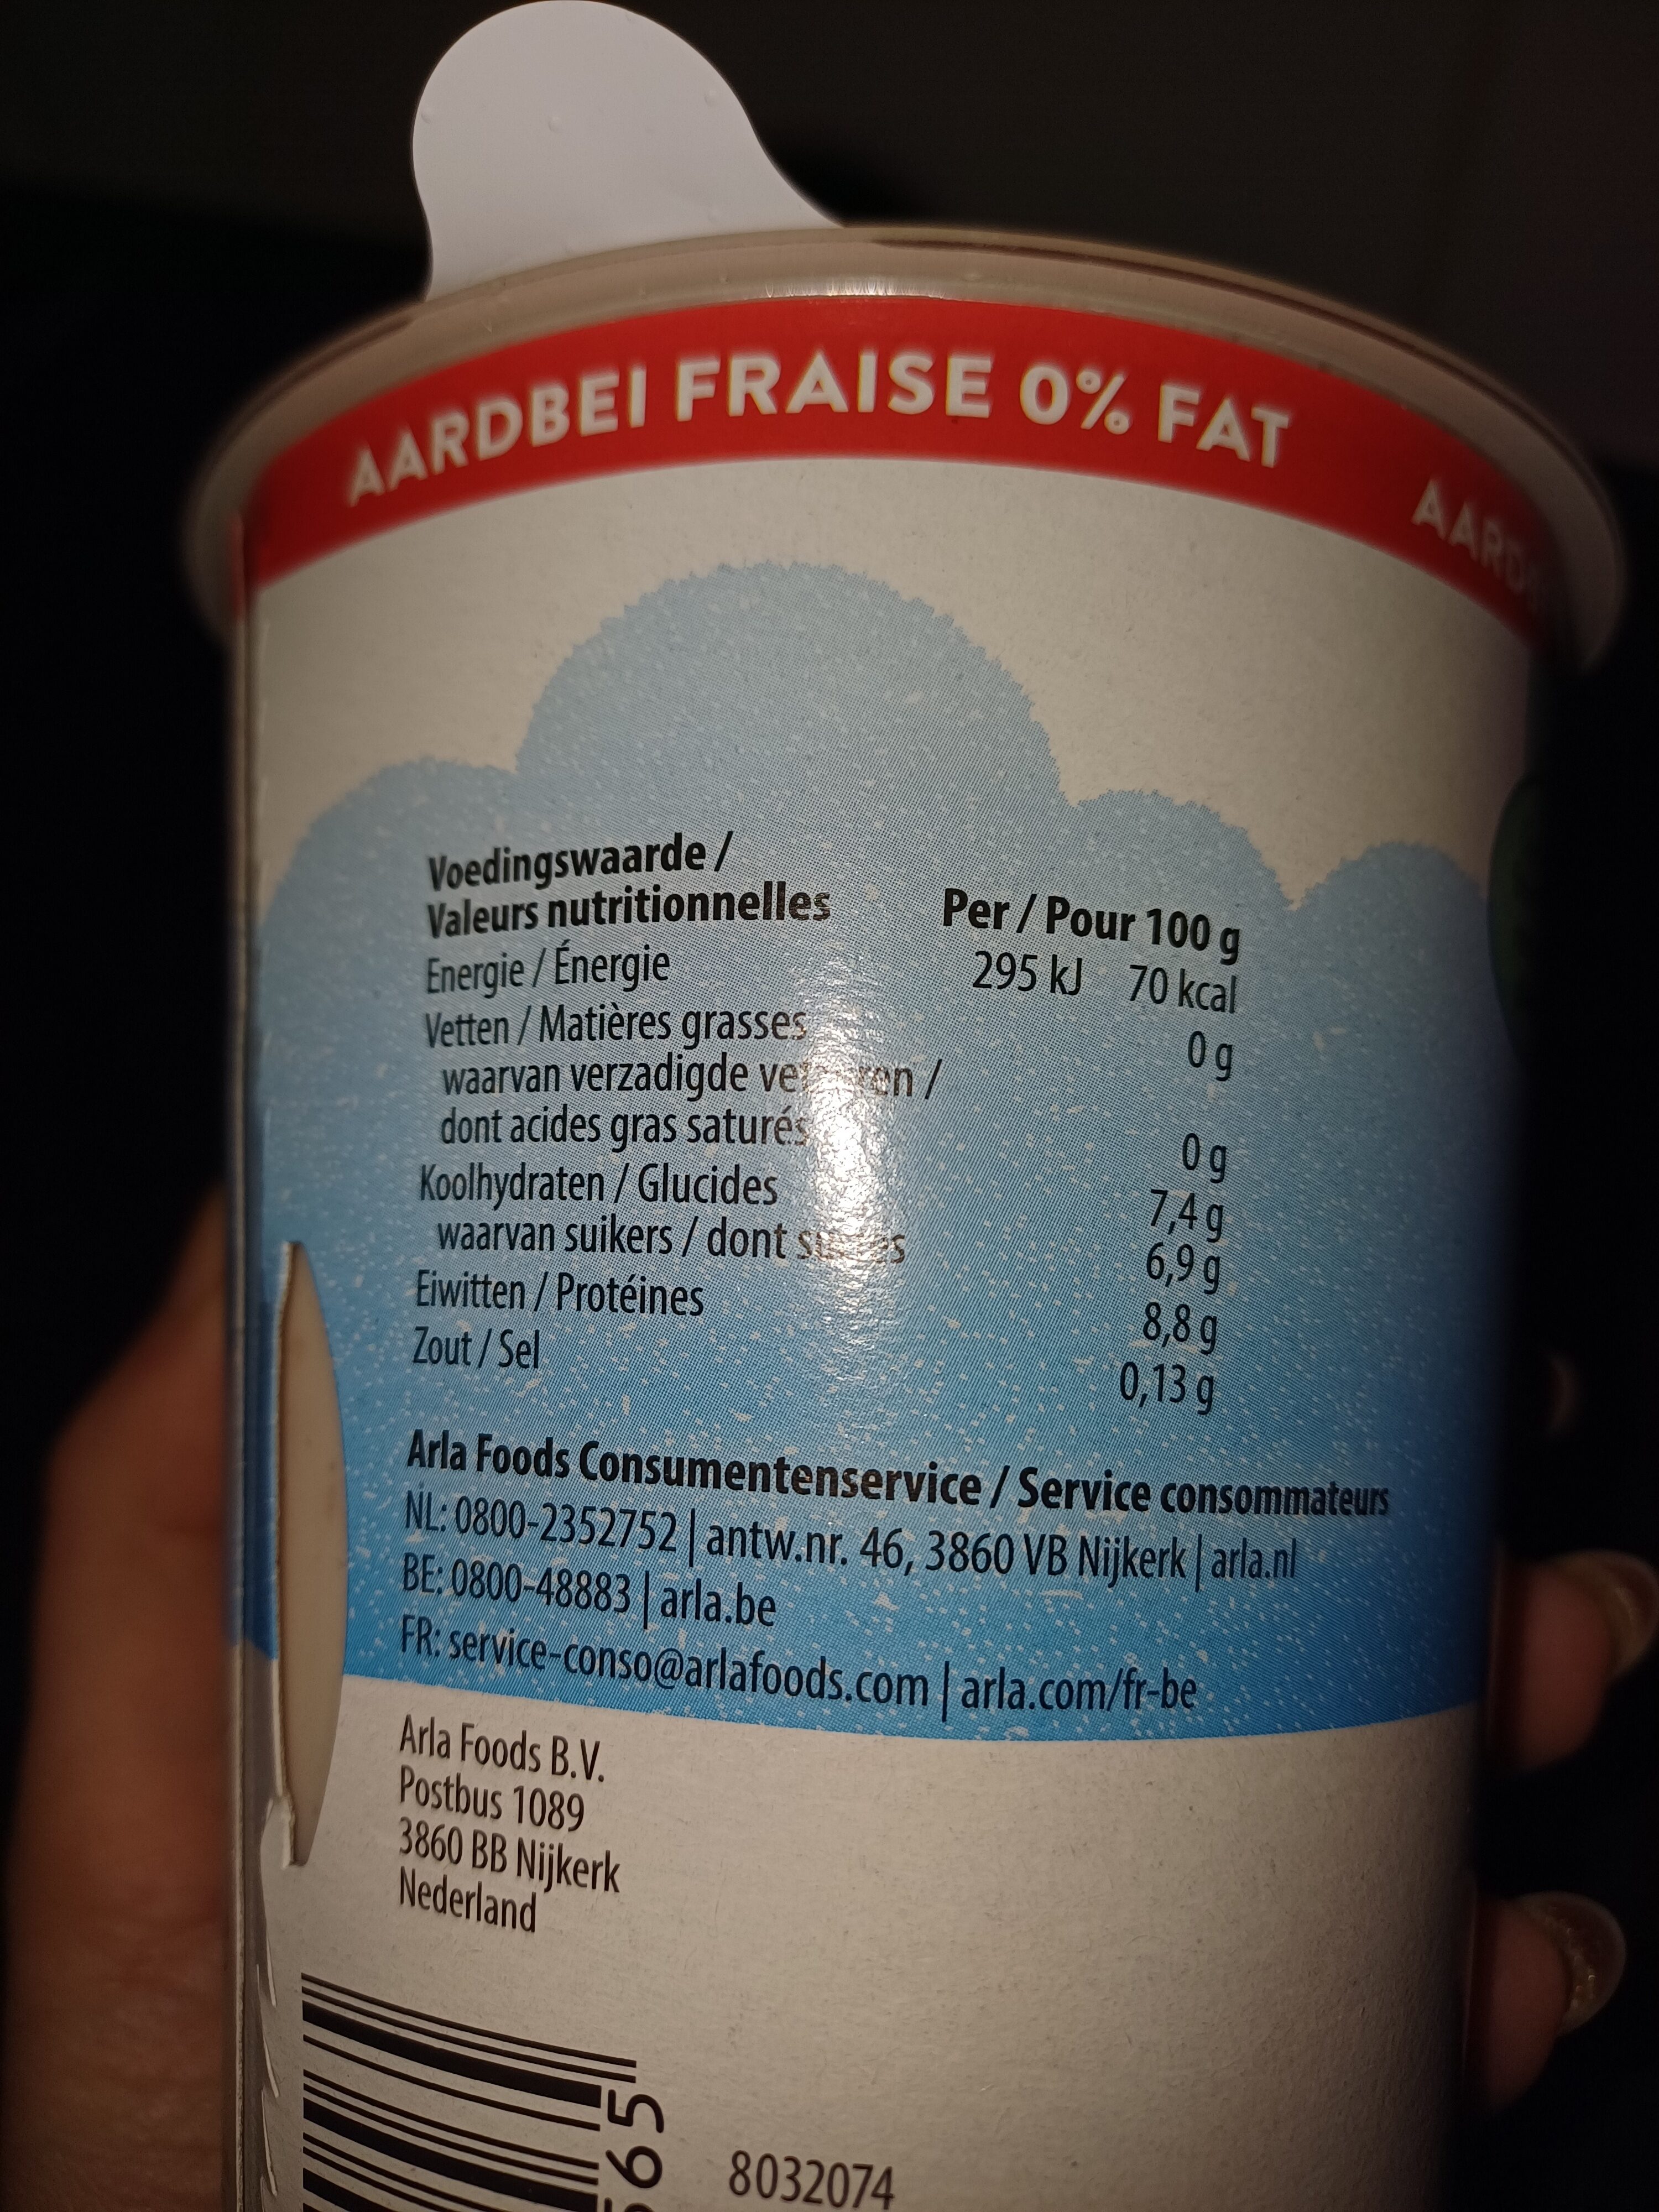 AARDBEI FRAISE 0% FAT
AARD
Voedingswaarde /
Valeurs nutritionnelles Per / Pour 100 g
Energie / Énergie 295 kJ 70 kcal
Vetten / Matières grasses 0 g
waarvan verzadigde /
dont acides gras saturés 0 g
Koolhydraten / Glucides 7,4 g
waarvan suikers / dont 6,9 g
Eiwitten / Protéines 8,8 g
Zout / Sel 0,13 g
Arla Foods Consumentenservice / Service consommateurs
NL: 0800-2352752 | antw.nr. 46, 3860 VB Nijkerk | arla.nl
BE: 0800-48883 | arla.be
FR: service-conso@arlafoods.com | arla.com/fr-be
Arla Foods B.V.
Postbus 1089
3860 BB Nijkerk
Nederland
65
8032074